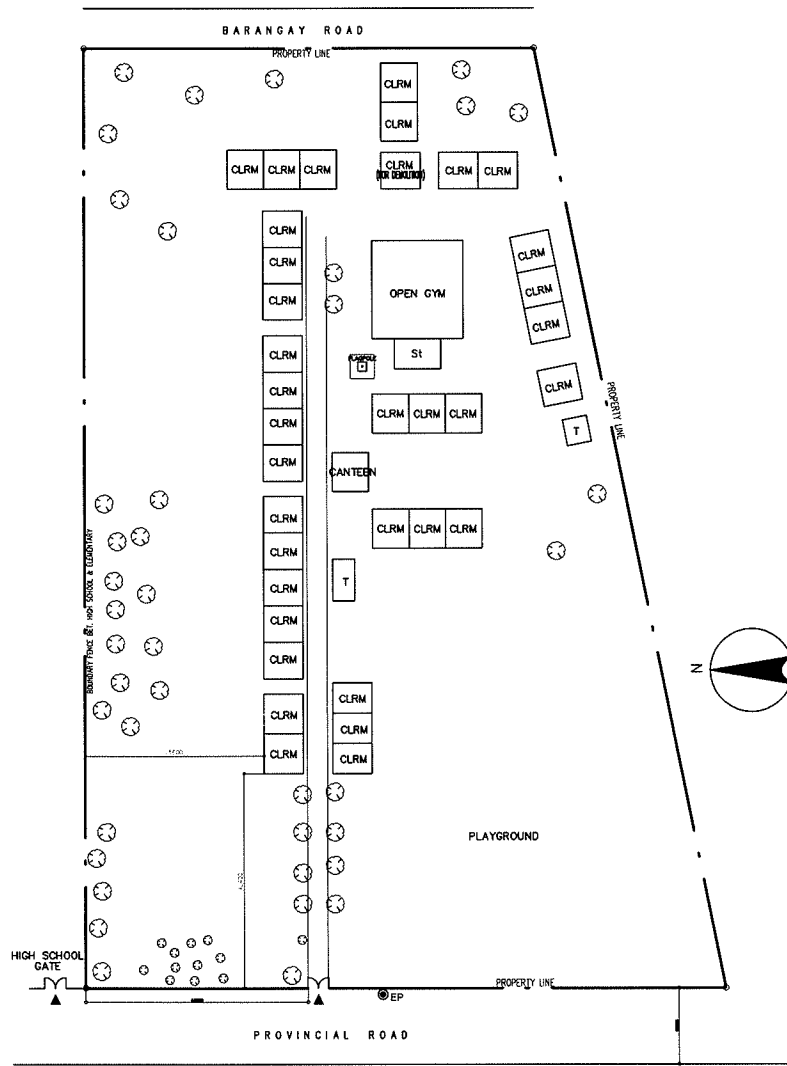 BARANGAY ROAD
PROPERTY LINE
CLRM
CLRM
CLRM CLRM CLRM
CLRM
(FOR DEMOLITION)
CLRM CLRM
CLRM
CLRM
CLRM
OPEN GYM
St
FLAGPOLE
CLRM
CLRM
CLRM
CLRM
T
PROPERTY LINE
CLRM
CLRM
CLRM
CLRM
CLRM CLRM CLRM
CANTEEN
CLRM CLRM CLRM
CLRM
CLRM
CLRM
CLRM
CLRM
T
BOUNDARY FENCE BET. HIGH SCHOOL & ELEMENTARY
N
CLRM
CLRM
CLRM
CLRM
CLRM
PLAYGROUND
HIGH SCHOOL
GATE
EP
PROPERTY LINE
PROVINCIAL ROAD